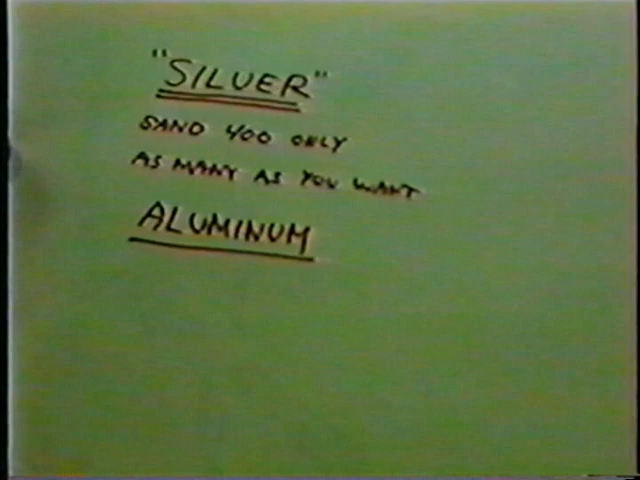 "SILVER"
SAND 400 ONLY
AS MANY AS YOU WANT
ALUMINUM